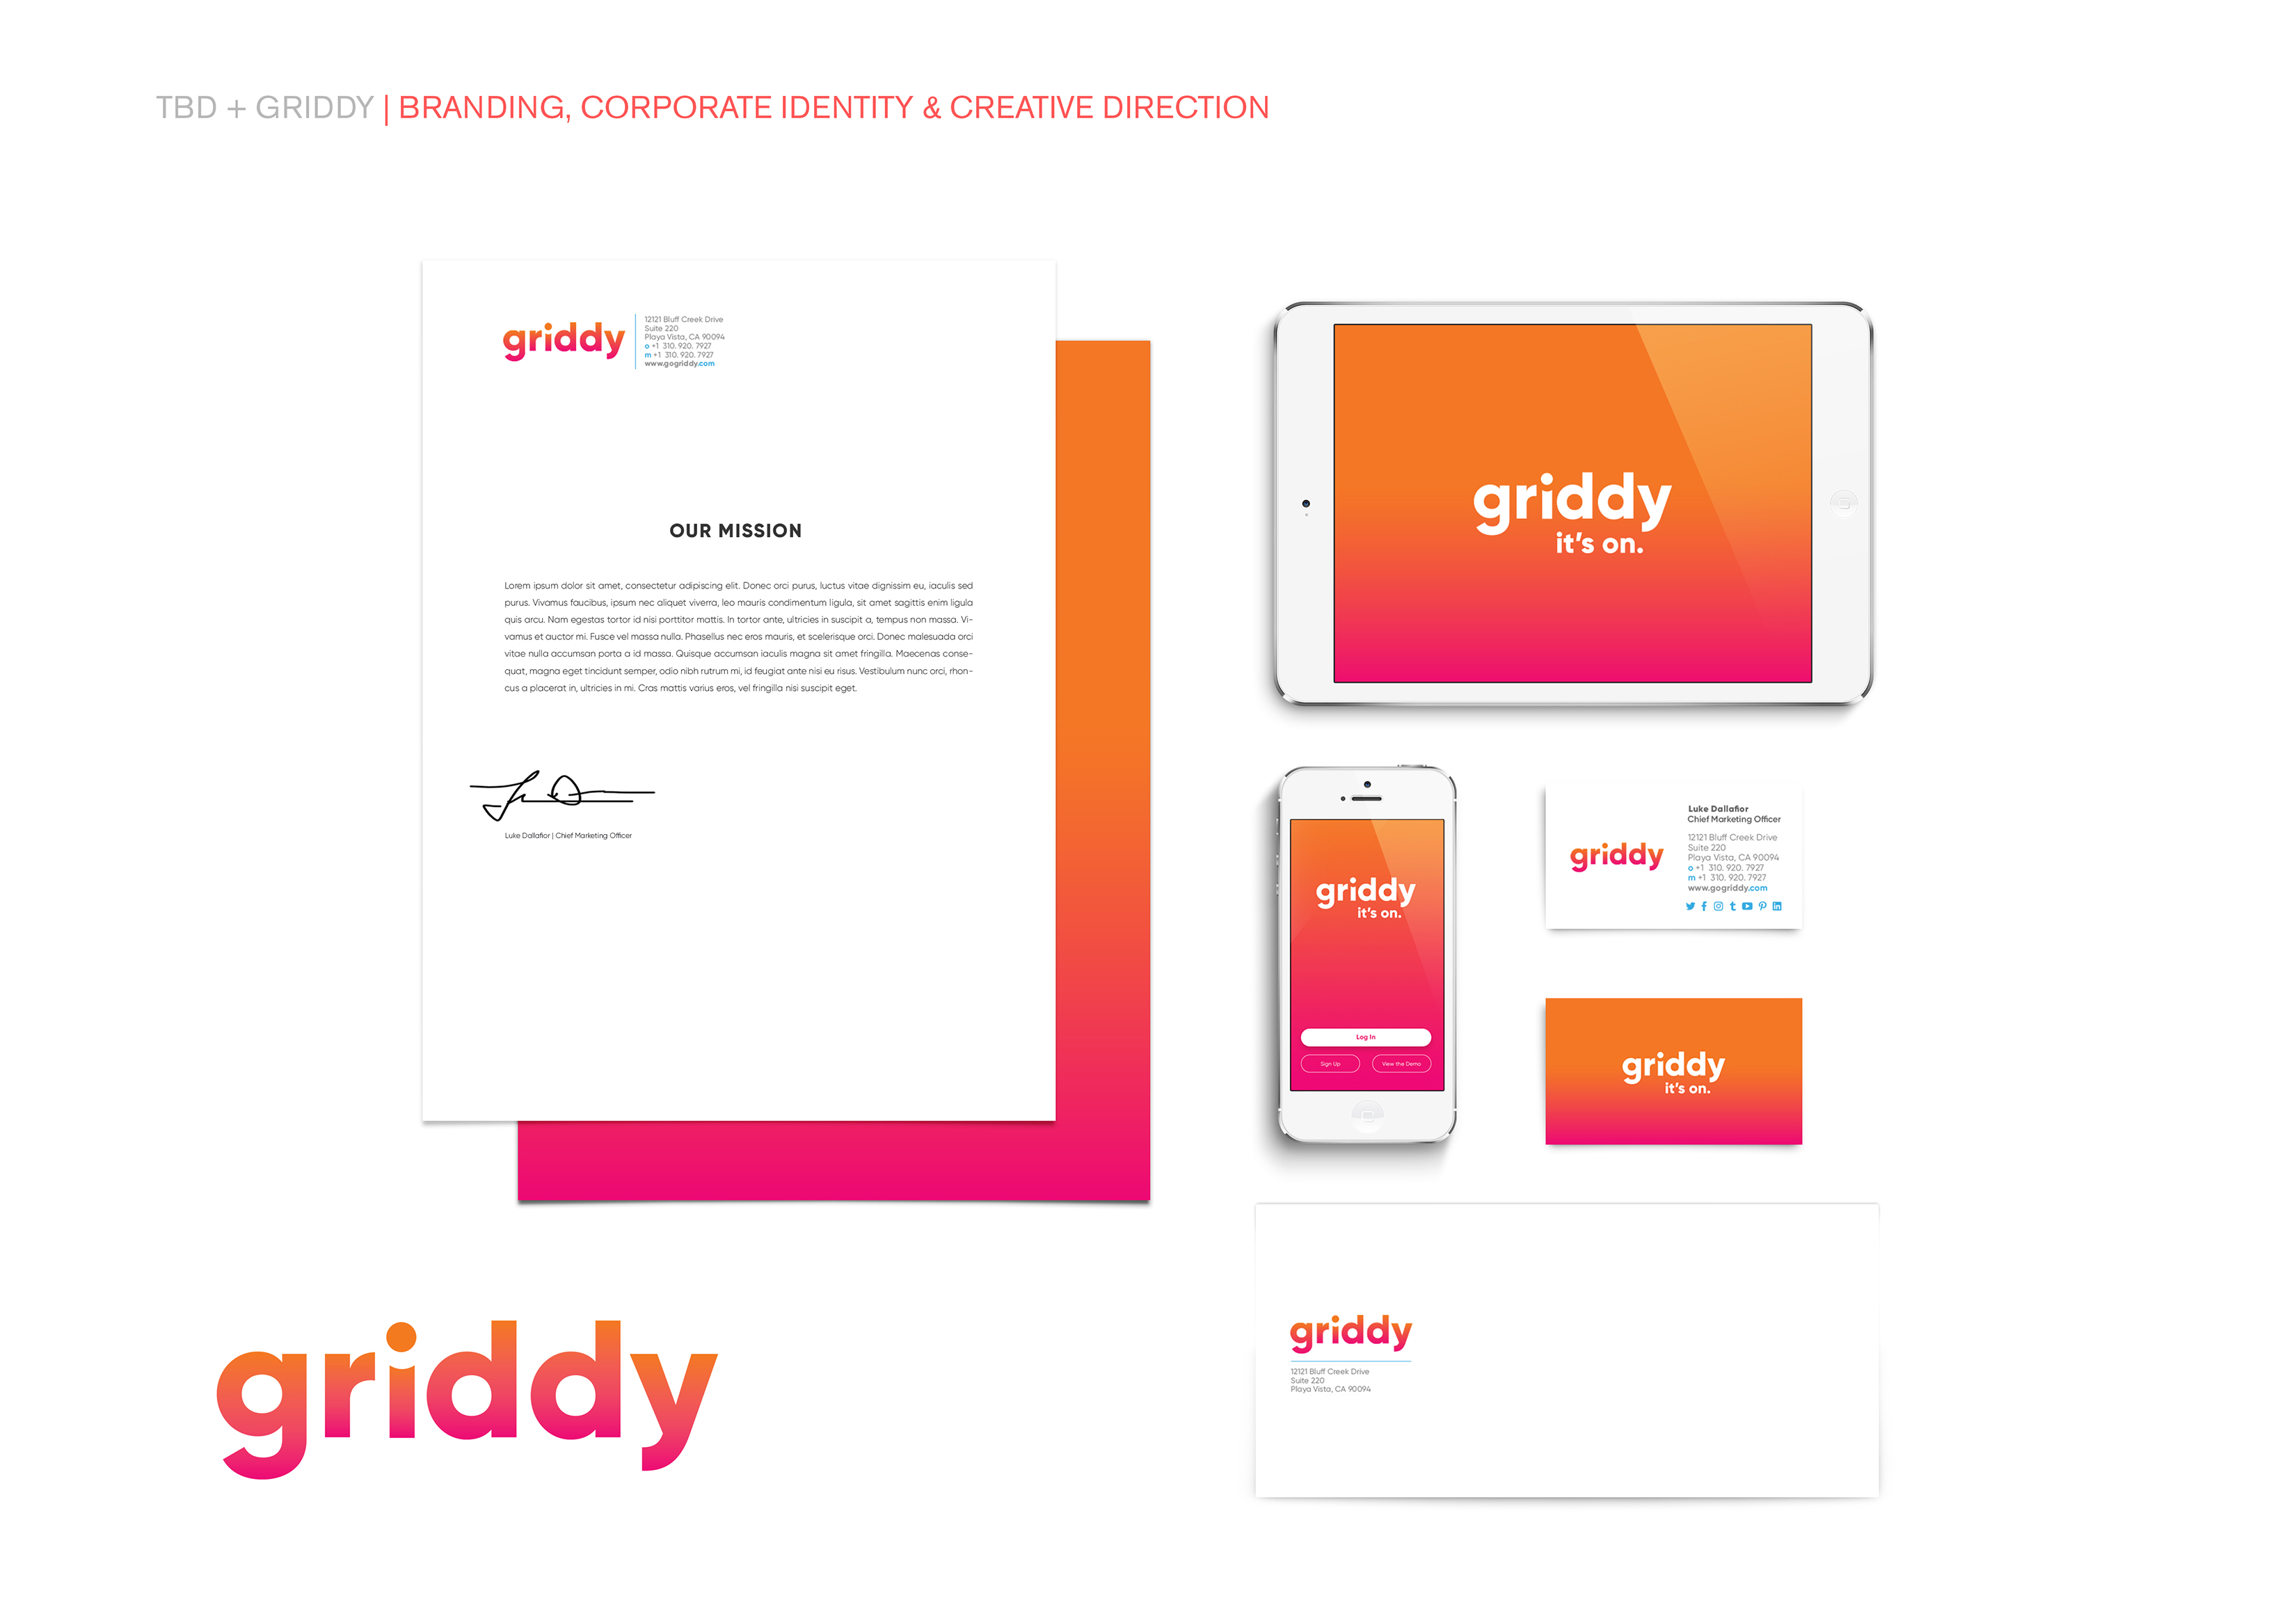 TBD + GRIDDY | BRANDING, CORPORATE IDENTITY & CREATIVE DIRECTION
griddy
12121 Bluff Creek Drive
Suite 220
Playa Vista, CA 90094
o +1 310. 920. 7927
m +1 310. 920. 7927
www.gogriddy.com
OUR MISSION
Lorem ipsum dolor sit amet, consectetur adipiscing elit. Donec orci purus, luctus vitae dignissim eu, iaculis sed
purus. Vivamus faucibus, ipsum nec aliquet viverra, leo mauris condimentum ligula, sit amet sagittis enim ligula
quis arcu. Nam egestas tortor id nisi porttitor mattis. In tortor ante, ultricies in suscipit a, tempus non massa. Vi-
vamus et auctor mi. Fusce vel massa nulla. Phasellus nec eros mauris, et scelerisque orci. Donec malesuada orci
vitae nulla accumsan porta a id massa. Quisque accumsan iaculis magna sit amet fringilla. Maecenas conse-
quat, magna eget tincidunt semper, odio nibh rutrum mi, id feugiat ante nisi eu risus. Vestibulum nunc orci, rhon-
cus a placerat in, ultricies in mi. Cras mattis varius eros, vel fringilla nisi suscipit eget.
Luke Dallafior | Chief Marketing Officer
griddy
griddy
it's on.
griddy
it's on.
Log In
Sign Up
View the Demo
griddy
Luke Dallafior
Chief Marketing Officer
12121 Bluff Creek Drive
Suite 220
Playa Vista, CA 90094
o +1 310. 920. 7927
m +1 310. 920. 7927
www.gogriddy.com
griddy
it's on.
griddy
12121 Bluff Creek Drive
Suite 220
Playa Vista, CA 90094